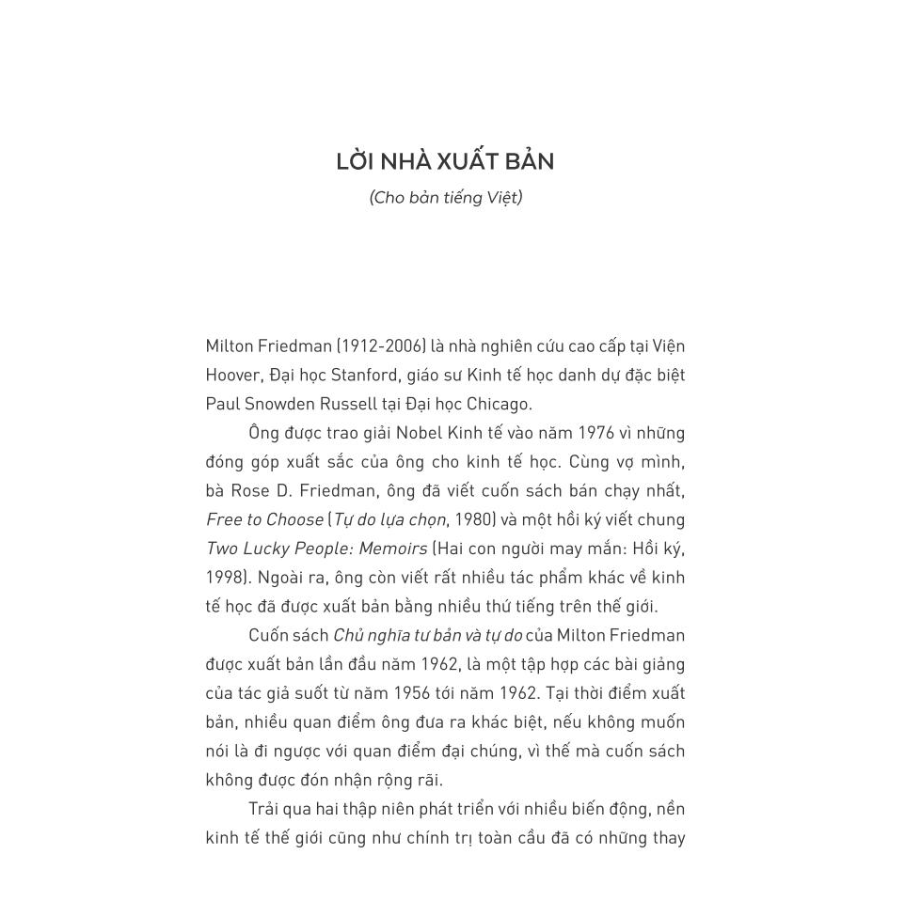 LỜI NHÀ XUẤT BẢN
(Cho bản tiếng Việt)
Milton Friedman (1912-2006) là nhà nghiên cứu cao cấp tại Viện
Hoover, Đại học Stanford, giáo sư Kinh tế học danh dự đặc biệt
Paul Snowden Russell tại Đại học Chicago.
Ông được trao giải Nobel Kinh tế vào năm 1976 vì những
đóng góp xuất sắc của ông cho kinh tế học. Cùng vợ mình,
bà Rose D. Friedman, ông đã viết cuốn sách bán chạy nhất,
Free to Choose (Tự do lựa chọn, 1980) và một hồi ký viết chung
Two Lucky People: Memoirs (Hai con người may mắn: Hồi ký,
1998). Ngoài ra, ông còn viết rất nhiều tác phẩm khác về kinh
tế học đã được xuất bản bằng nhiều thứ tiếng trên thế giới.
Cuốn sách Chủ nghĩa tư bản và tự do của Milton Friedman
được xuất bản lần đầu năm 1962, là một tập hợp các bài giảng
của tác giả suốt từ năm 1956 tới năm 1962. Tại thời điểm xuất
bản, nhiều quan điểm ông đưa ra khác biệt, nếu không muốn
nói là đi ngược với quan điểm đại chúng, vì thế mà cuốn sách
không được đón nhận rộng rãi.
Trải qua hai thập niên phát triển với nhiều biến động, nền
kinh tế thế giới cũng như chính trị toàn cầu đã có những thay